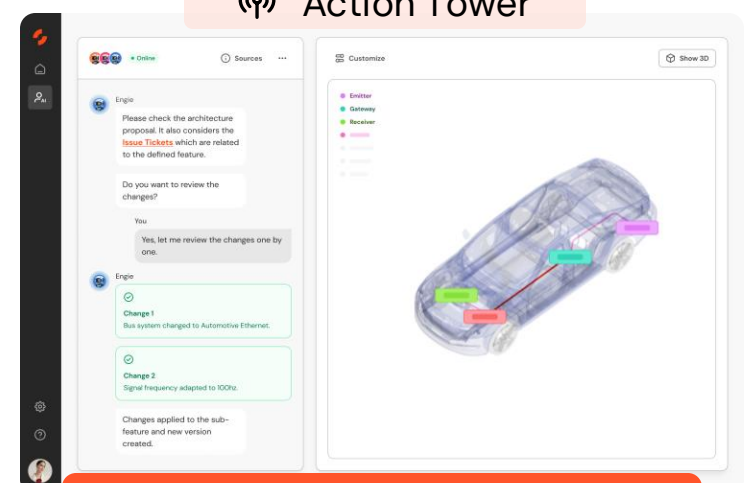 Action Tower
Online
Sources
Customize
Show 3D
Engie
Please check the architecture
proposal. It also considers the
Issue Tickets which are related
to the defined feature.
Do you want to review the
changes?
You
Yes, let me review the changes one by
one.
Engie
Change 1
Bus system changed to Automotive Ethernet.
Change 2
Signal frequency adapted to 100hz.
Changes applied to the sub-
feature and new version
created.
Emitter
Gateway
Receiver